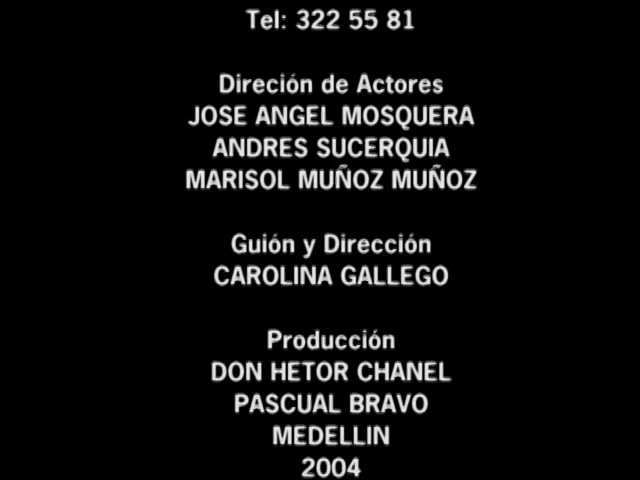 Tel: 322 55 81
Direción de Actores
JOSE ANGEL MOSQUERA
ANDRES SUCERQUIA
MARISOL MUÑOZ MUÑOZ
Guión y Dirección
CAROLINA GALLEGO
Producción
DON HETOR CHANEL
PASCUAL BRAVO
MEDELLIN
2004